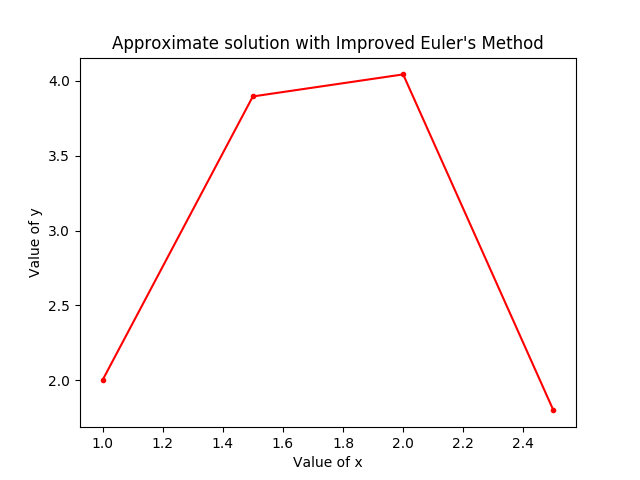 Approximate solution with Improved Euler's Method
4.0
3.5
3.0
2.5
2.0
Value of y
1.0 1.2 1.4 1.6 1.8 2.0 2.2 2.4
Value of x